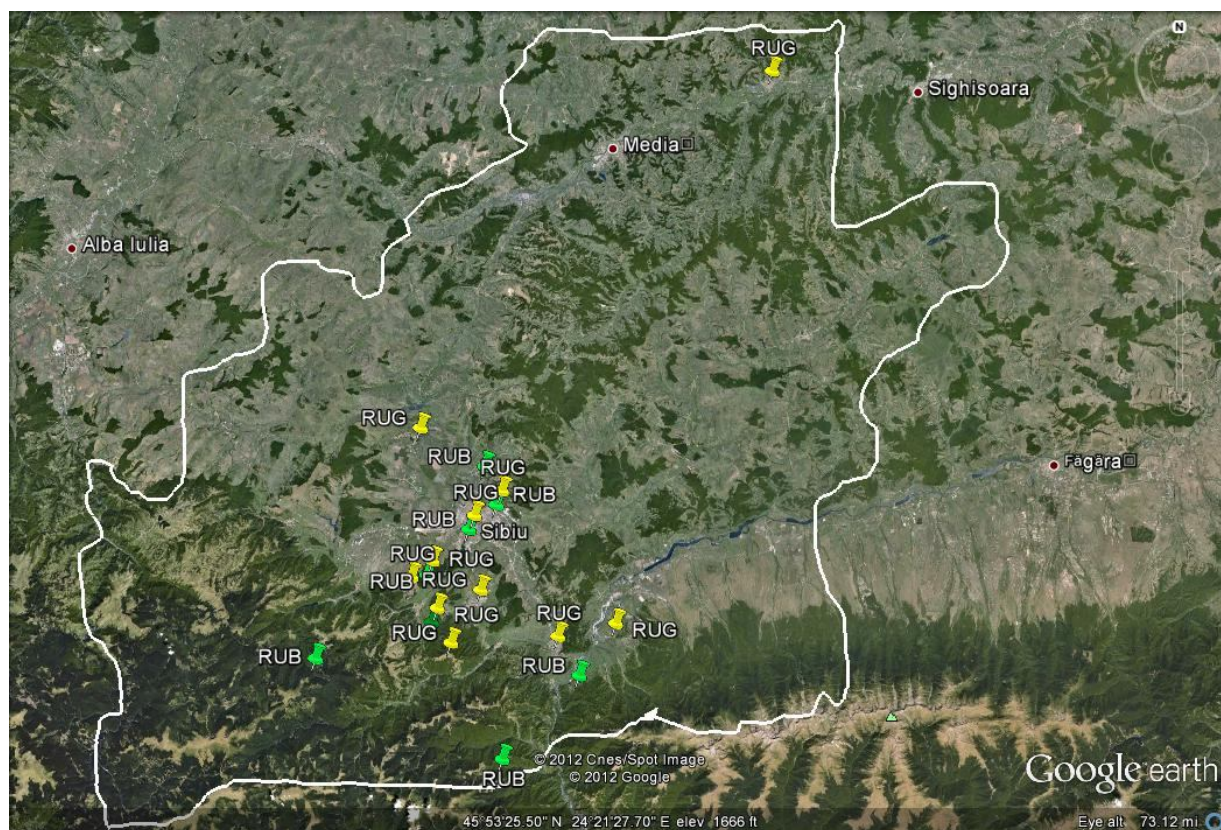 N
RUG
Sighisoara
Media
Alba Iulia
RUG
RUB
RUG
RUG
RUB
RUB
Sibiu
Făgăra
RUG
RUG
RUB
RUG
RUG
RUG
RUG
RUG
RUB
RUB
RUB
© 2012 Cnes/Spot Image
© 2012 Google
Google earth
45°53'25.50" N 24°21'27.70" E elev 1666 ft
Eye alt 73.12 mi